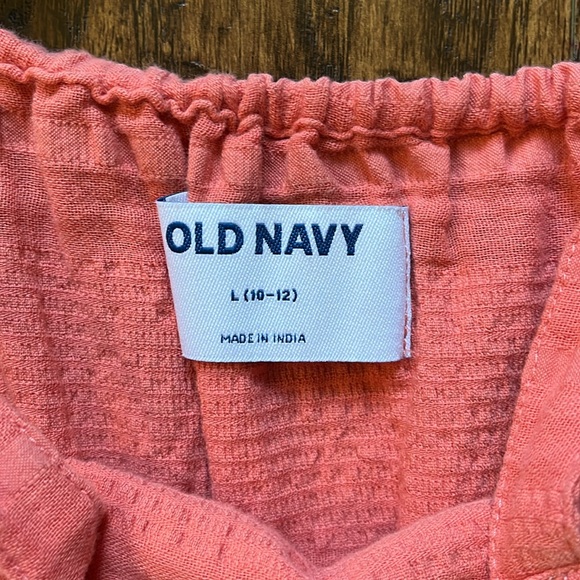 OLD NAVY
L (10-12)
MADE IN INDIA